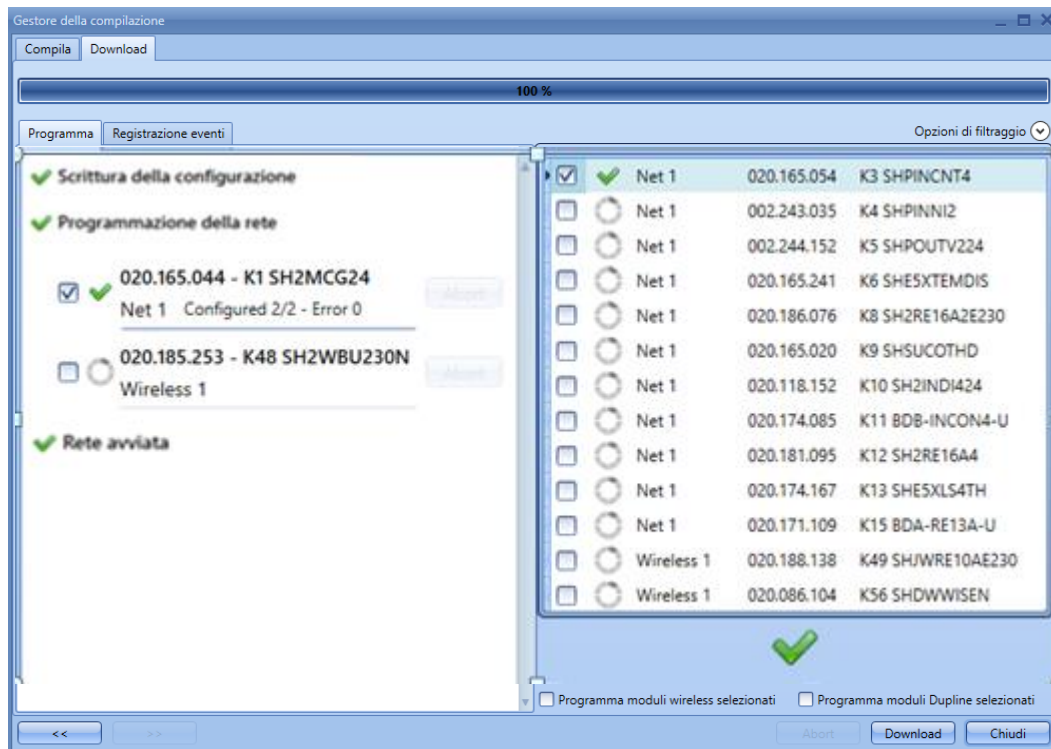 Gestore della compilazione
Compila Download
100 %
Programma Registrazione eventi Opzioni di filtraggio
Scrittura della configurazione
Programmazione della rete
020.165.044 - K1 SH2MCG24
Net 1 Configured 2/2 - Error 0
Abort
020.185.253 - K48 SH2WBU230N
Wireless 1
Abort
Rete avviata
Net 1 020.165.054 K3 SHPINCNT4
Net 1 002.243.035 K4 SHPINNI2
Net 1 002.244.152 K5 SHPOUTV224
Net 1 020.165.241 K6 SHE5XTEMDIS
Net 1 020.186.076 K8 SH2RE16A2E230
Net 1 020.165.020 K9 SHSUCOTHD
Net 1 020.118.152 K10 SH2INDI424
Net 1 020.174.085 K11 BDB-INCON4-U
Net 1 020.181.095 K12 SH2RE16A4
Net 1 020.174.167 K13 SHE5XLS4TH
Net 1 020.171.109 K15 BDA-RE13A-U
Wireless 1 020.188.138 K49 SHJWRE10AE230
Wireless 1 020.086.104 K56 SHDWWISEN
Programma moduli wireless selezionati Programma moduli Dupline selezionati
<< >> Abort Download Chiudi